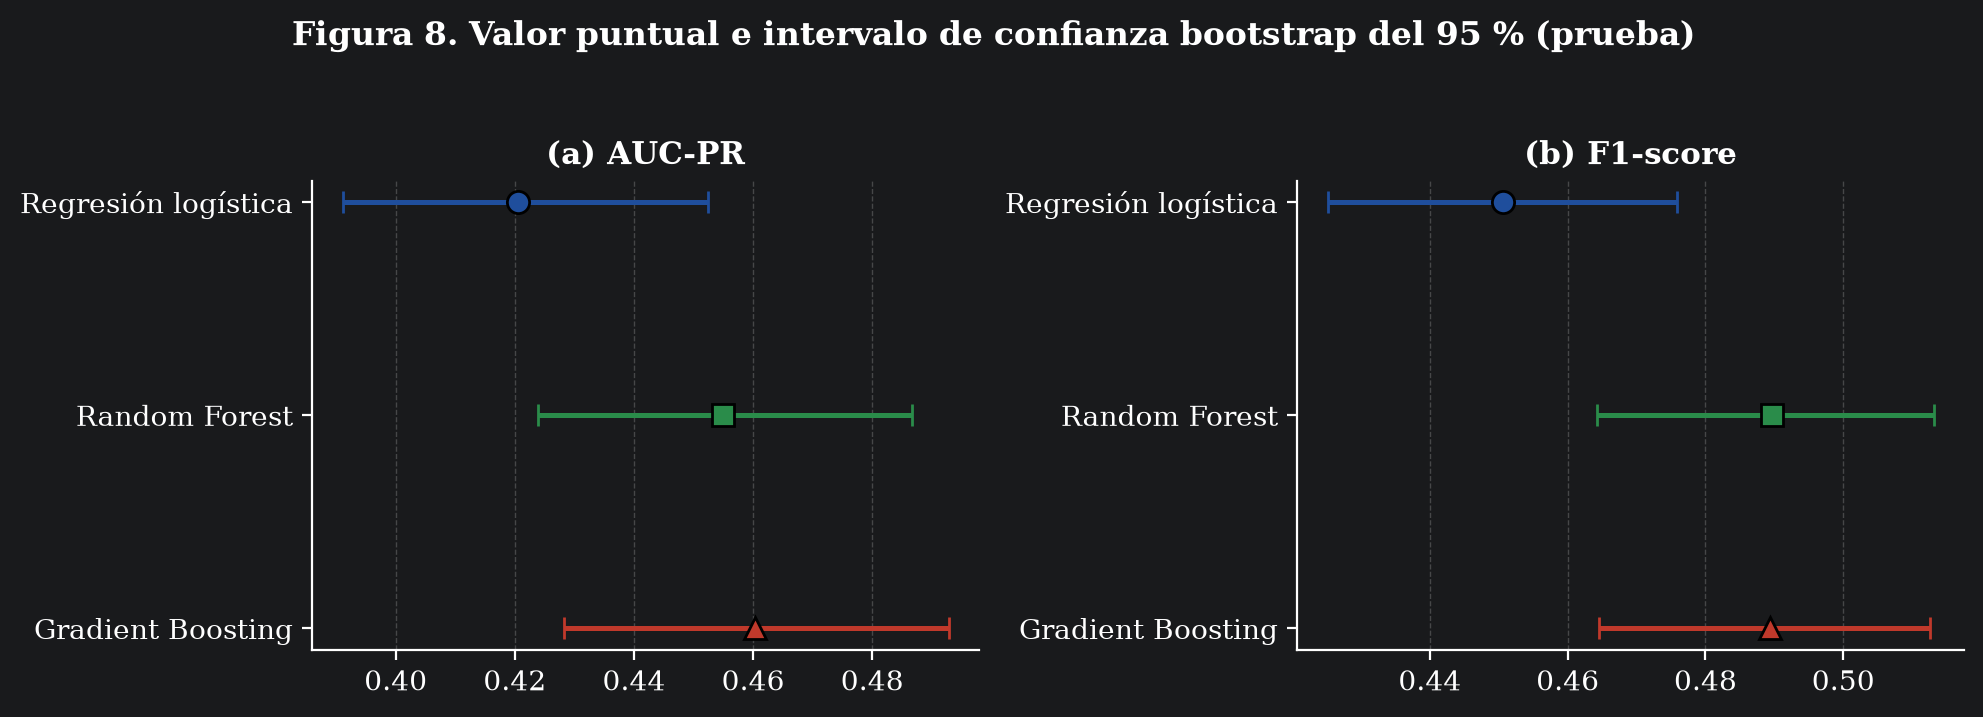 Figura 8. Valor puntual e intervalo de confianza bootstrap del 95 % (prueba)
(a) AUC-PR
Regresión logística
Random Forest
Gradient Boosting
0.40 0.42 0.44 0.46 0.48
(b) F1-score
Regresión logística
Random Forest
Gradient Boosting
0.44 0.46 0.48 0.50